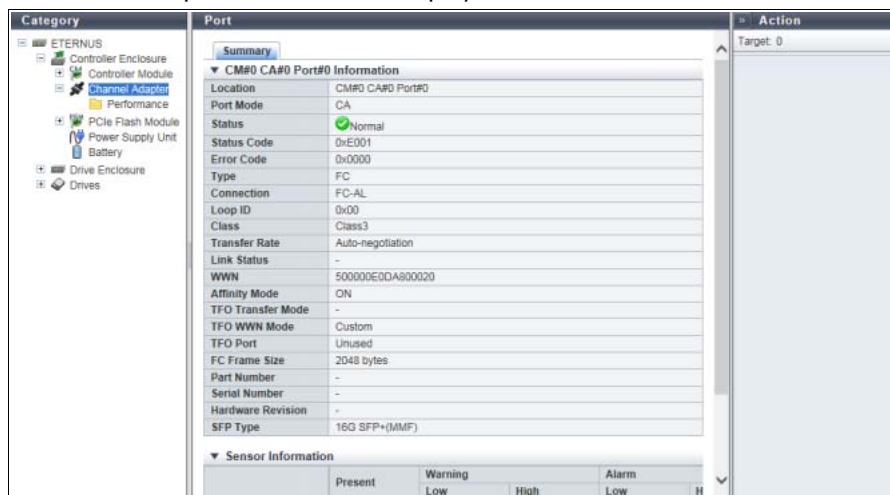 Category
ETERNUS
Controller Enclosure
Controller Module
Channel Adapter
Performance
PCIe Flash Module
Power Supply Unit
Battery
Drive Enclosure
Drives
Port
Summary
CM#0 CA#0 Port#0 Information
Location CM#0 CA#0 Port#0
Port Mode CA
Status Normal
Status Code 0xE001
Error Code 0x0000
Type FC
Connection FC-AL
Loop ID 0x00
Class Class3
Transfer Rate Auto-negotiation
Link Status -
WWN 500000E0DA800020
Affinity Mode ON
TFO Transfer Mode -
TFO WWN Mode Custom
TFO Port Unused
FC Frame Size 2048 bytes
Part Number -
Serial Number -
Hardware Revision -
SFP Type 16G SFP+(MMF)
Sensor Information
Present Warning Alarm
Low High Low H
» Action
Target: 0